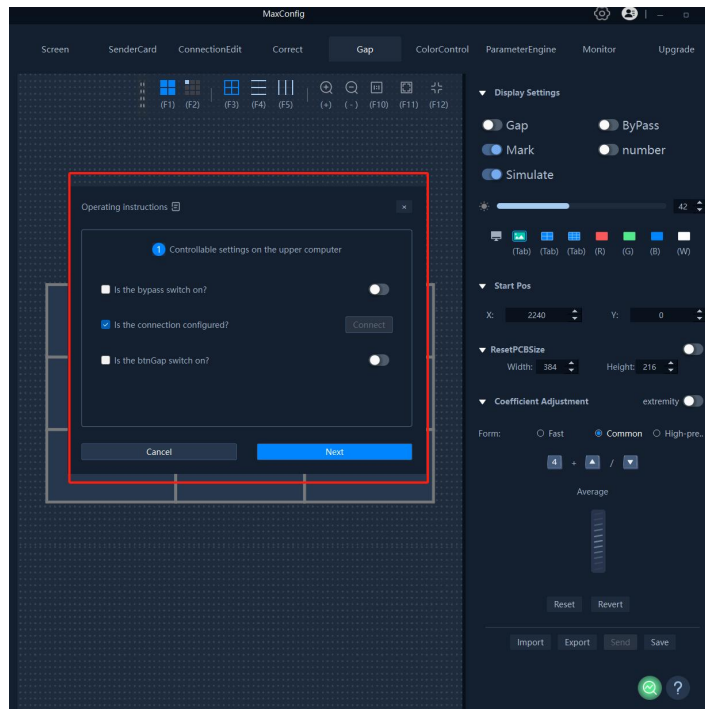 MaxConfig
Screen SenderCard ConnectionEdit Correct Gap ColorControl ParameterEngine Monitor Upgrade
(F1) (F2) (F3) (F4) (F5) (+) (-) (F10) (F11) (F12)
Operating instructions
1 Controllable settings on the upper computer
Is the bypass switch on?
Is the connection configured? Connect
Is the btnGap switch on?
Cancel Next
Display Settings
Gap ByPass
Mark number
Simulate
42
(Tab) (Tab) (Tab) (R) (G) (B) (W)
Start Pos
X: 2240 Y: 0
ResetPCBSize
Width: 384 Height: 216
Coefficient Adjustment extremity
Form: Fast Common High-pre..
4 + ▲ / ▼
Average
Reset Revert
Import Export Send Save
?